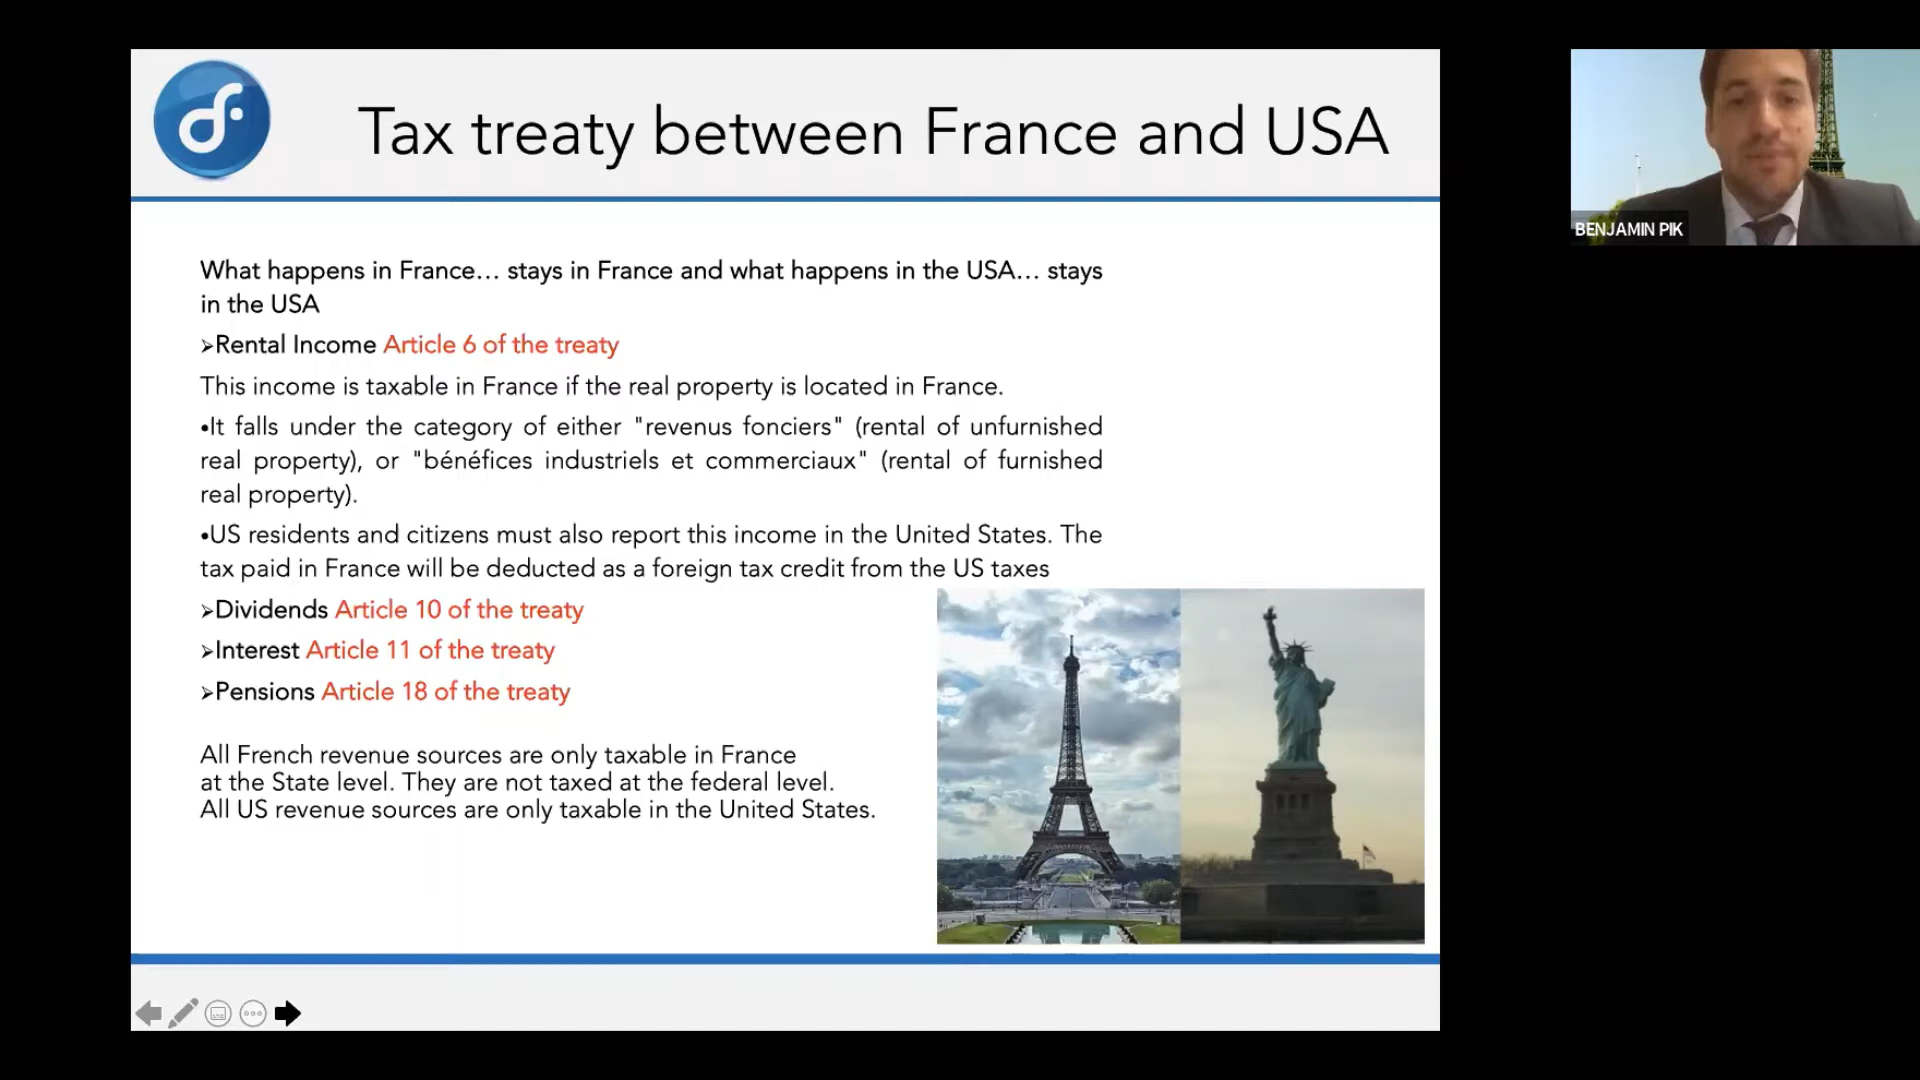 Tax treaty between France and USA
BENJAMIN PIK
What happens in France... stays in France and what happens in the USA... stays
in the USA
➢Rental Income Article 6 of the treaty
This income is taxable in France if the real property is located in France.
•It falls under the category of either "revenus fonciers" (rental of unfurnished
real property), or "bénéfices industriels et commerciaux" (rental of furnished
real property).
•US residents and citizens must also report this income in the United States. The
tax paid in France will be deducted as a foreign tax credit from the US taxes
➢Dividends Article 10 of the treaty
➢Interest Article 11 of the treaty
➢Pensions Article 18 of the treaty
All French revenue sources are only taxable in France
at the State level. They are not taxed at the federal level.
All US revenue sources are only taxable in the United States.